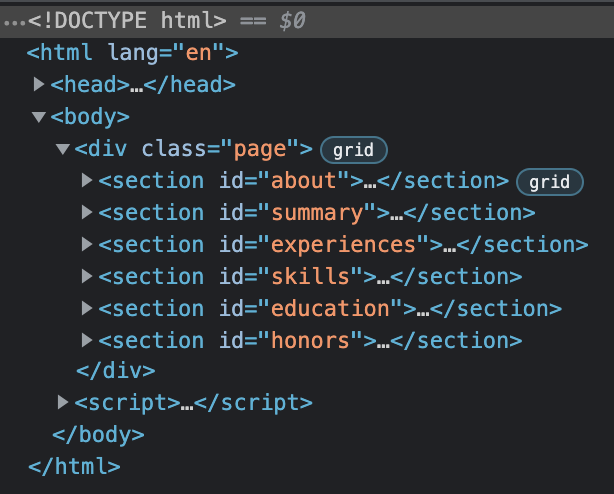 …<!DOCTYPE html> == $0
<html lang="en">
<head>…</head>
<body>
<div class="page"> grid
<section id="about">…</section> grid
<section id="summary">…</section>
<section id="experiences">…</section>
<section id="skills">…</section>
<section id="education">…</section>
<section id="honors">…</section>
</div>
<script>…</script>
</body>
</html>